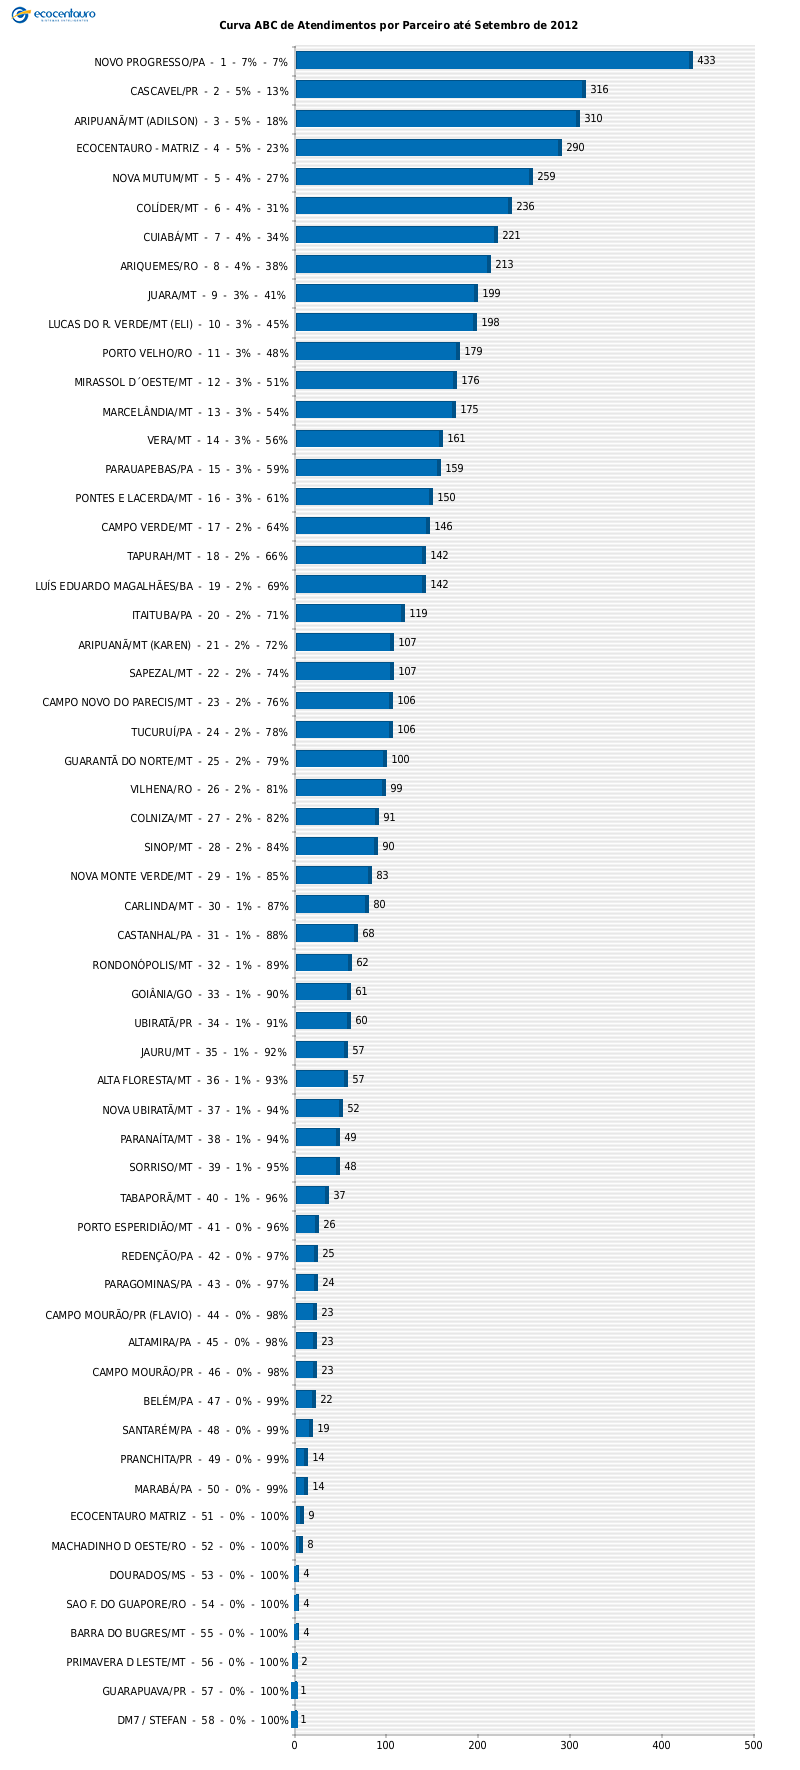 ecocentauro
Curva ABC de Atendimentos por Parceiro até Setembro de 2012
NOVO PROGRESSO/PA - 1 - 7% - 7% 433
CASCAVEL/PR - 2 - 5% - 13% 316
ARIPUANÃ/MT (ADILSON) - 3 - 5% - 18% 310
ECOCENTAURO - MATRIZ - 4 - 5% - 23% 290
NOVA MUTUM/MT - 5 - 4% - 27% 259
COLÍDER/MT - 6 - 4% - 31% 236
CUIABÁ/MT - 7 - 4% - 34% 221
ARIQUEMES/RO - 8 - 4% - 38% 213
JUARA/MT - 9 - 3% - 41% 199
LUCAS DO R. VERDE/MT (ELI) - 10 - 3% - 45% 198
PORTO VELHO/RO - 11 - 3% - 48% 179
MIRASSOL D´OESTE/MT - 12 - 3% - 51% 176
MARCELÂNDIA/MT - 13 - 3% - 54% 175
VERA/MT - 14 - 3% - 56% 161
PARAUAPEBAS/PA - 15 - 3% - 59% 159
PONTES E LACERDA/MT - 16 - 3% - 61% 150
CAMPO VERDE/MT - 17 - 2% - 64% 146
TAPURAH/MT - 18 - 2% - 66% 142
LUÍS EDUARDO MAGALHÃES/BA - 19 - 2% - 69% 142
ITAITUBA/PA - 20 - 2% - 71% 119
ARIPUANÃ/MT (KAREN) - 21 - 2% - 72% 107
SAPEZAL/MT - 22 - 2% - 74% 107
CAMPO NOVO DO PARECIS/MT - 23 - 2% - 76% 106
TUCURUÍ/PA - 24 - 2% - 78% 106
GUARANTÃ DO NORTE/MT - 25 - 2% - 79% 100
VILHENA/RO - 26 - 2% - 81% 99
COLNIZA/MT - 27 - 2% - 82% 91
SINOP/MT - 28 - 2% - 84% 90
NOVA MONTE VERDE/MT - 29 - 1% - 85% 83
CARLINDA/MT - 30 - 1% - 87% 80
CASTANHAL/PA - 31 - 1% - 88% 68
RONDONÓPOLIS/MT - 32 - 1% - 89% 62
GOIÂNIA/GO - 33 - 1% - 90% 61
UBIRATÃ/PR - 34 - 1% - 91% 60
JAURU/MT - 35 - 1% - 92% 57
ALTA FLORESTA/MT - 36 - 1% - 93% 57
NOVA UBIRATÃ/MT - 37 - 1% - 94% 52
PARANAÍTA/MT - 38 - 1% - 94% 49
SORRISO/MT - 39 - 1% - 95% 48
TABAPORÃ/MT - 40 - 1% - 96% 37
PORTO ESPERIDIÃO/MT - 41 - 0% - 96% 26
REDENÇÃO/PA - 42 - 0% - 97% 25
PARAGOMINAS/PA - 43 - 0% - 97% 24
CAMPO MOURÃO/PR (FLAVIO) - 44 - 0% - 98% 23
ALTAMIRA/PA - 45 - 0% - 98% 23
CAMPO MOURÃO/PR - 46 - 0% - 98% 23
BELÉM/PA - 47 - 0% - 99% 22
SANTARÉM/PA - 48 - 0% - 99% 19
PRANCHITA/PR - 49 - 0% - 99% 14
MARABÁ/PA - 50 - 0% - 99% 14
ECOCENTAURO MATRIZ - 51 - 0% - 100% 9
MACHADINHO D OESTE/RO - 52 - 0% - 100% 8
DOURADOS/MS - 53 - 0% - 100% 4
SAO F. DO GUAPORE/RO - 54 - 0% - 100% 4
BARRA DO BUGRES/MT - 55 - 0% - 100% 4
PRIMAVERA D LESTE/MT - 56 - 0% - 100% 2
GUARAPUAVA/PR - 57 - 0% - 100% 1
DM7 / STEFAN - 58 - 0% - 100% 1
0 100 200 300 400 500